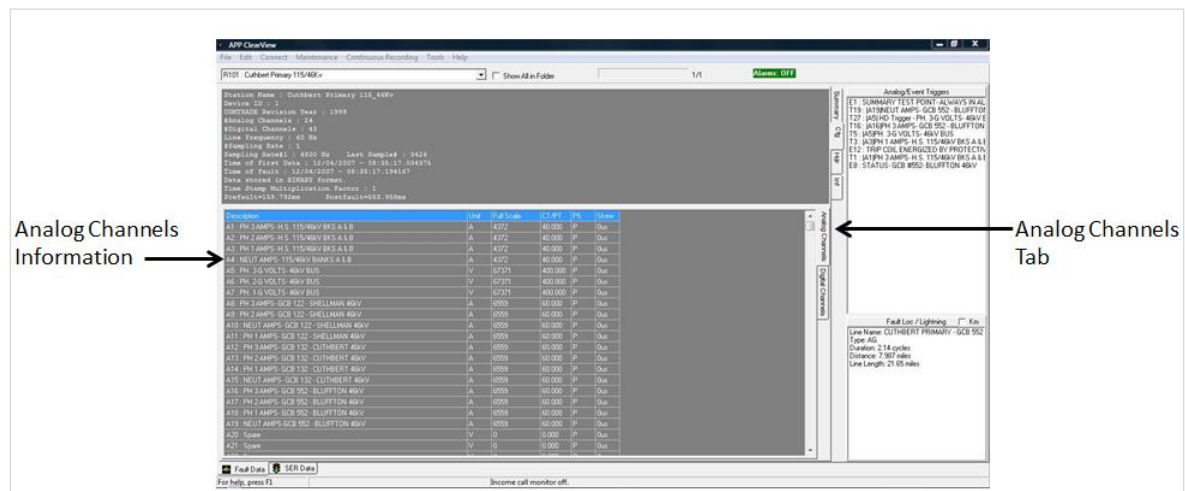 APP ClearView
File Edit Connect Maintenance Continuous Recording Tools Help
R101 : Cuthbert Primary 115/46Kv
Show All in Folder
1/1
Alarms: OFF
Station Name : Cuthbert Primary 115_46Kv
Device ID : 1
COMTRADE Revision Year : 1999
#Analog Channels : 24
#Digital Channels : 43
Line Frequency : 60 Hz
#Sampling Rate : 1
Sampling Rate#1 : 4800 Hz Last Sample# : 3426
Time of First Data : 12/04/2007 - 08:35:17.034375
Time of Fault : 12/04/2007 - 08:35:17.194167
Data stored in BINARY format.
Time Stamp Multiplication Factor : 1
Prefault=159.792ms Postfault=553.958ms
Summary
Cfg
Hdr
Inf
Analog/Event Triggers
E1 : SUMMARY TEST POINT- ALWAYS IN AL
T19 : |A19|NEUT AMPS- GCB 552 - BLUFFTON
T27 : |A5|HD Trigger - PH. 3-G VOLTS- 46kV B
T16 : |A16|PH 3 AMPS- GCB 552 - BLUFFTON
T5 : |A5|PH. 3-G VOLTS- 46kV BUS
T3 : |A3|PH 1 AMPS- H.S. 115/46kV BKS A &
E12 : TRIP COIL ENERGIZED BY PROTECTIV
T1 : |A1|PH 3 AMPS- H.S. 115/46kV BKS A &
E8 : STATUS- GCB #552- BLUFFTON 46kV
Analog Channels
Information
Analog Channels
Tab
Description Unit Full Scale CT/PT PS Skew
A1 : PH 3 AMPS- H.S. 115/46kV BKS A & B A 4372 40.000 P 0us
A2 : PH 2 AMPS- H.S. 115/46kV BKS A & B A 4372 40.000 P 0us
A3 : PH 1 AMPS- H.S. 115/46kV BKS A & B A 4372 40.000 P 0us
A4 : NEUT AMPS- H.S. 115/46kV BANKS A & B A 4372 40.000 P 0us
A5 : PH. 3-G VOLTS- 46kV BUS V 67371 400.000 P 0us
A6 : PH. 2-G VOLTS- 46kV BUS V 67371 400.000 P 0us
A7 : PH. 1-G VOLTS- 46kV BUS V 67371 400.000 P 0us
A8 : PH 3 AMPS- GCB 122 - SHELLMAN 46kV A 6559 60.000 P 0us
A9 : PH 2 AMPS- GCB 122 - SHELLMAN 46kV A 6559 60.000 P 0us
A10 : NEUT AMPS- GCB 122 - SHELLMAN 46kV A 6559 60.000 P 0us
A11 : PH 1 AMPS- GCB 122 - SHELLMAN 46kV A 6559 60.000 P 0us
A12 : PH 3 AMPS- GCB 132 - CUTHBERT 46kV A 6559 60.000 P 0us
A13 : PH 2 AMPS- GCB 132 - CUTHBERT 46kV A 6559 60.000 P 0us
A14 : PH 1 AMPS- GCB 132 - CUTHBERT 46kV A 6559 60.000 P 0us
A15 : NEUT AMPS- GCB 132 - CUTHBERT 46kV A 6559 60.000 P 0us
A16 : PH 3 AMPS- GCB 552 - BLUFFTON 46kV A 6559 60.000 P 0us
A17 : PH 2 AMPS- GCB 552 - BLUFFTON 46kV A 6559 60.000 P 0us
A18 : PH 1 AMPS- GCB 552 - BLUFFTON 46kV A 6559 60.000 P 0us
A19 : NEUT AMPS- GCB 552 - BLUFFTON 46kV A 6559 60.000 P 0us
A20 : Spare V 0 0.000 P 0us
A21 : Spare V 0 0.000 P 0us
Analog Channels
Digital Channels
Fault Loc / Lightning Km
Line Name: CUTHBERT PRIMARY - GCB 552
Type: AG
Duration: 2.14 cycles
Distance: 7.987 miles
Line Length: 21.65 miles
Fault Data SER Data
For help, press F1
Income call monitor off.